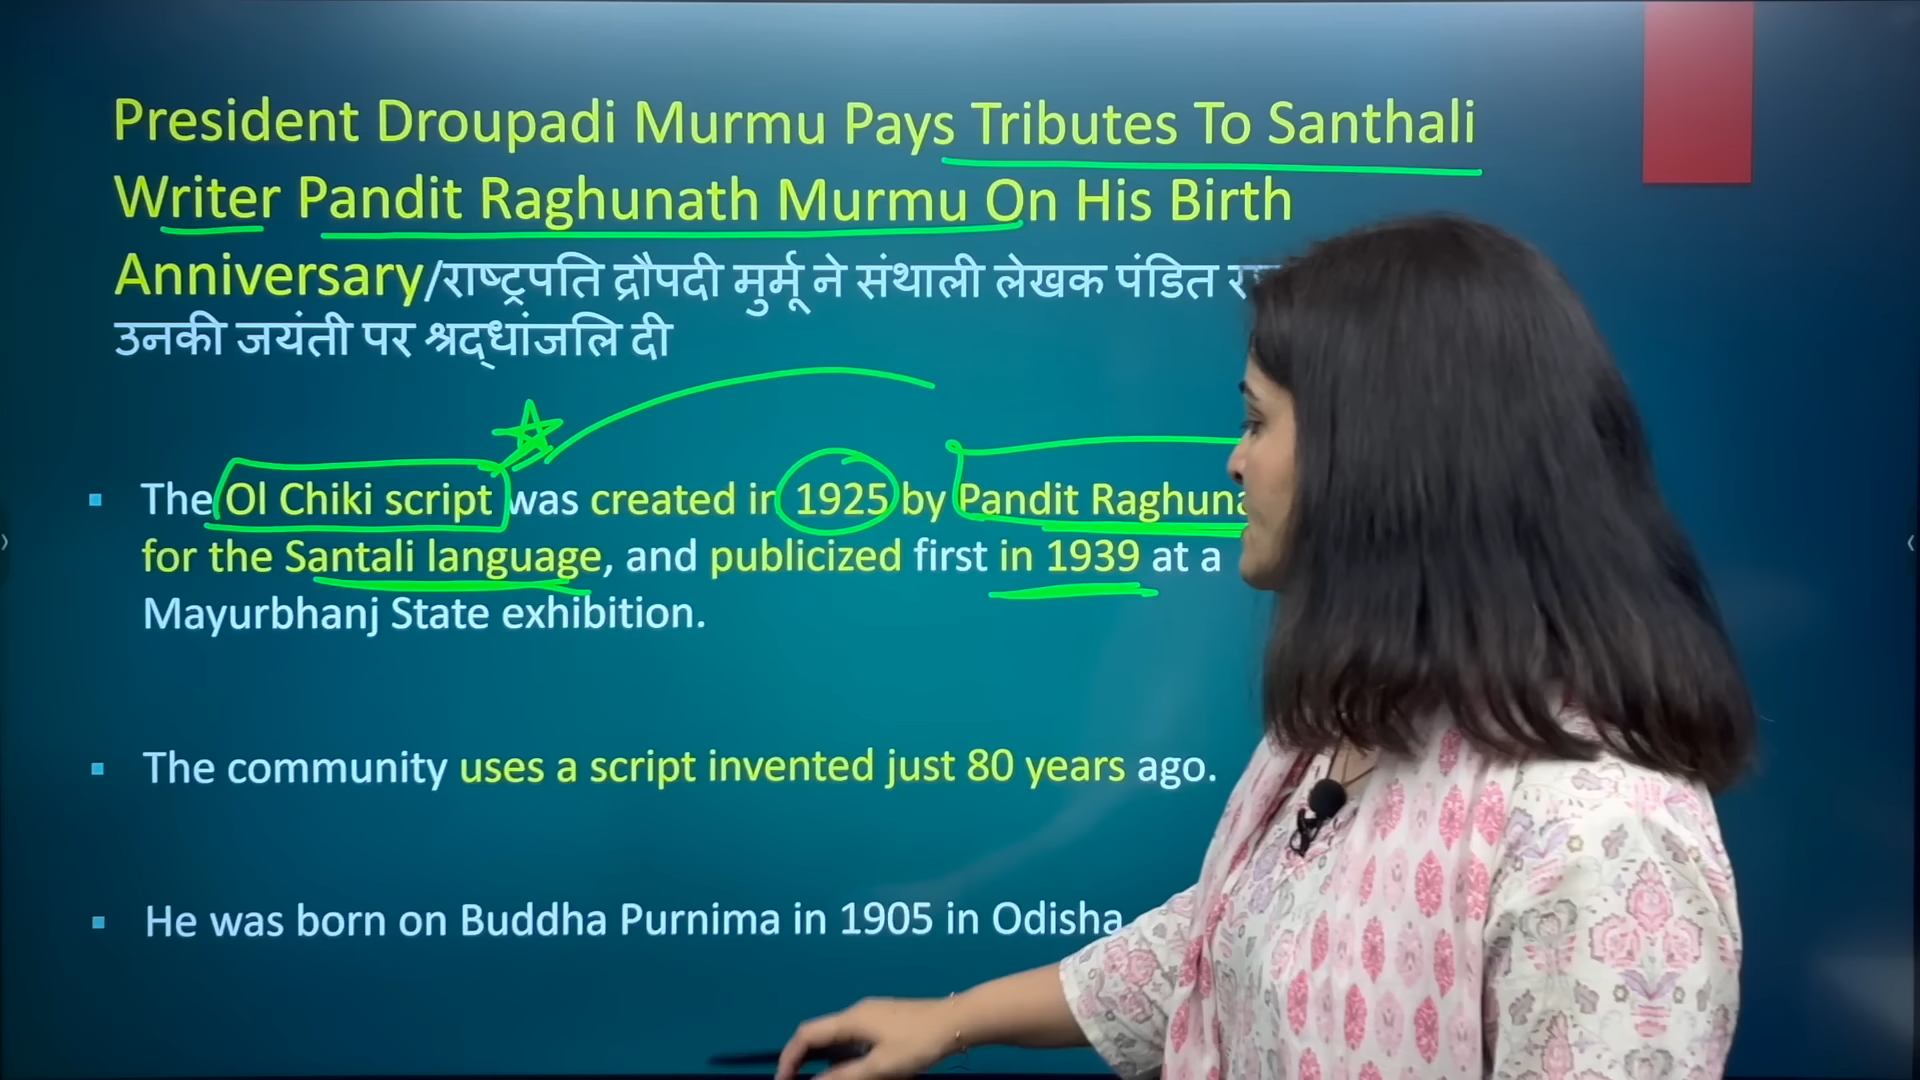 President Droupadi Murmu Pays Tributes To Santhali
Writer Pandit Raghunath Murmu On His Birth
Anniversary/राष्ट्रपति द्रौपदी मुर्मू ने संथाली लेखक पंडित
उनकी जयंती पर श्रद्धांजलि दी
The Ol Chiki script was created in 1925 by Pandit
for the Santali language, and publicized first in 1939 at a
Mayurbhanj State exhibition.
The community uses a script invented just 80 years ago.
He was born on Buddha Purnima in 1905 in Odisha